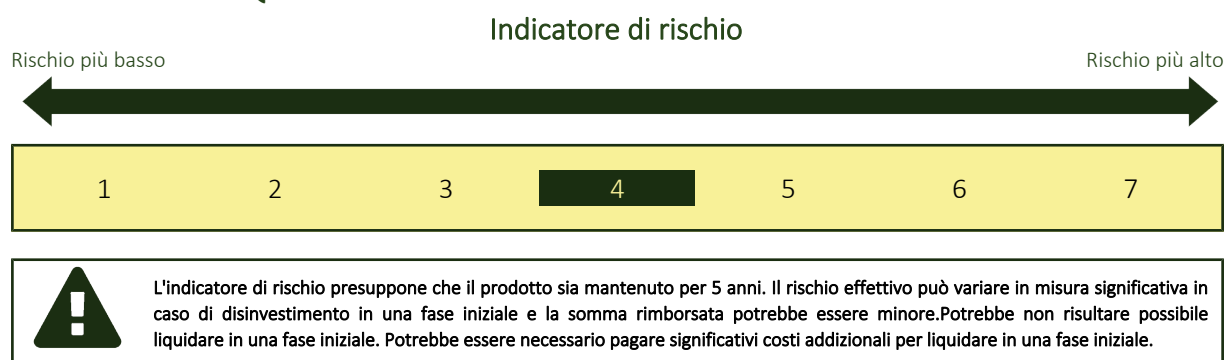 Indicatore di rischio
Rischio più basso Rischio più alto
1 2 3 4 5 6 7
L'indicatore di rischio presuppone che il prodotto sia mantenuto per 5 anni. Il rischio effettivo può variare in misura significativa in
caso di disinvestimento in una fase iniziale e la somma rimborsata potrebbe essere minore.Potrebbe non risultare possibile
liquidare in una fase iniziale. Potrebbe essere necessario pagare significativi costi addizionali per liquidare in una fase iniziale.